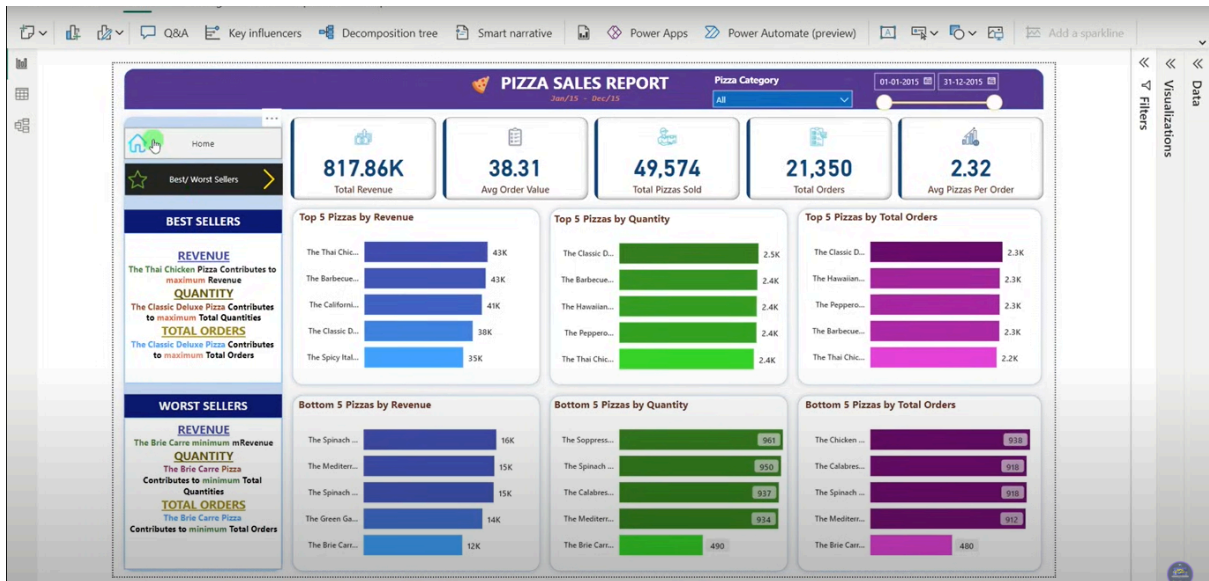 Q&A
Key influencers
Decomposition tree
Smart narrative
Power Apps
Power Automate (preview)
Add a sparkline
Filters
Visualizations
Data
PIZZA SALES REPORT
Jan/15 - Dec/15
Pizza Category
All
01-01-2015
31-12-2015
Home
Best/ Worst Sellers
817.86K
Total Revenue
38.31
Avg Order Value
49,574
Total Pizzas Sold
21,350
Total Orders
2.32
Avg Pizzas Per Order
BEST SELLERS
REVENUE
The Thai Chicken Pizza Contributes to
maximum Revenue
QUANTITY
The Classic Deluxe Pizza Contributes
to maximum Total Quantities
TOTAL ORDERS
The Classic Deluxe Pizza Contributes
to maximum Total Orders
Top 5 Pizzas by Revenue
The Thai Chic... 43K
The Barbecue... 43K
The Californi... 41K
The Classic D... 38K
The Spicy Ital... 35K
Top 5 Pizzas by Quantity
The Classic D... 2.5K
The Barbecue... 2.4K
The Hawaiian... 2.4K
The Peppero... 2.4K
The Thai Chic... 2.4K
Top 5 Pizzas by Total Orders
The Classic D... 2.3K
The Hawaiian... 2.3K
The Peppero... 2.3K
The Barbecue... 2.3K
The Thai Chic... 2.2K
WORST SELLERS
REVENUE
The Brie Carre minimum mRevenue
QUANTITY
The Brie Carre Pizza
Contributes to minimum Total
Quantities
TOTAL ORDERS
The Brie Carre Pizza
Contributes to minimum Total Orders
Bottom 5 Pizzas by Revenue
The Spinach ... 16K
The Mediterr... 15K
The Spinach ... 15K
The Green Ga... 14K
The Brie Carr... 12K
Bottom 5 Pizzas by Quantity
The Soppress... 961
The Spinach ... 950
The Calabres... 937
The Mediterr... 934
The Brie Carr... 490
Bottom 5 Pizzas by Total Orders
The Chicken ... 938
The Calabres... 918
The Spinach ... 918
The Mediterr... 912
The Brie Carr... 480